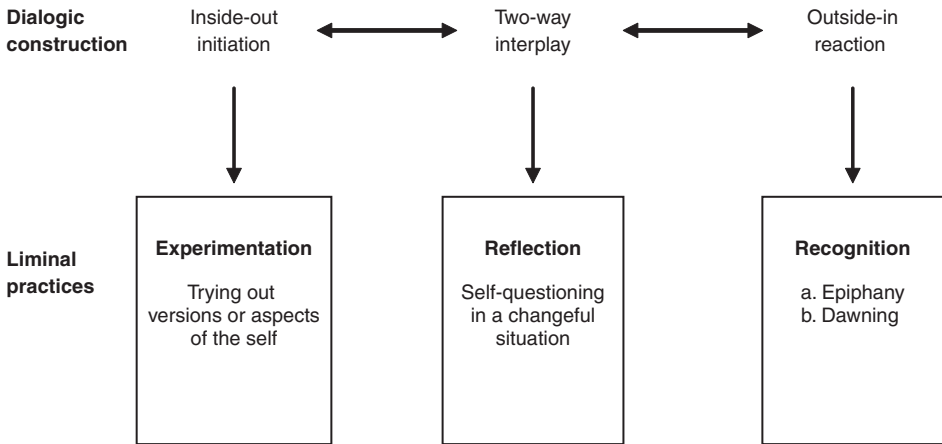 Dialogic
construction
Inside-out
initiation
Two-way
interplay
Outside-in
reaction
Liminal
practices
Experimentation
Trying out
versions or aspects
of the self
Reflection
Self-questioning
in a changeful
situation
Recognition
a. Epiphany
b. Dawning